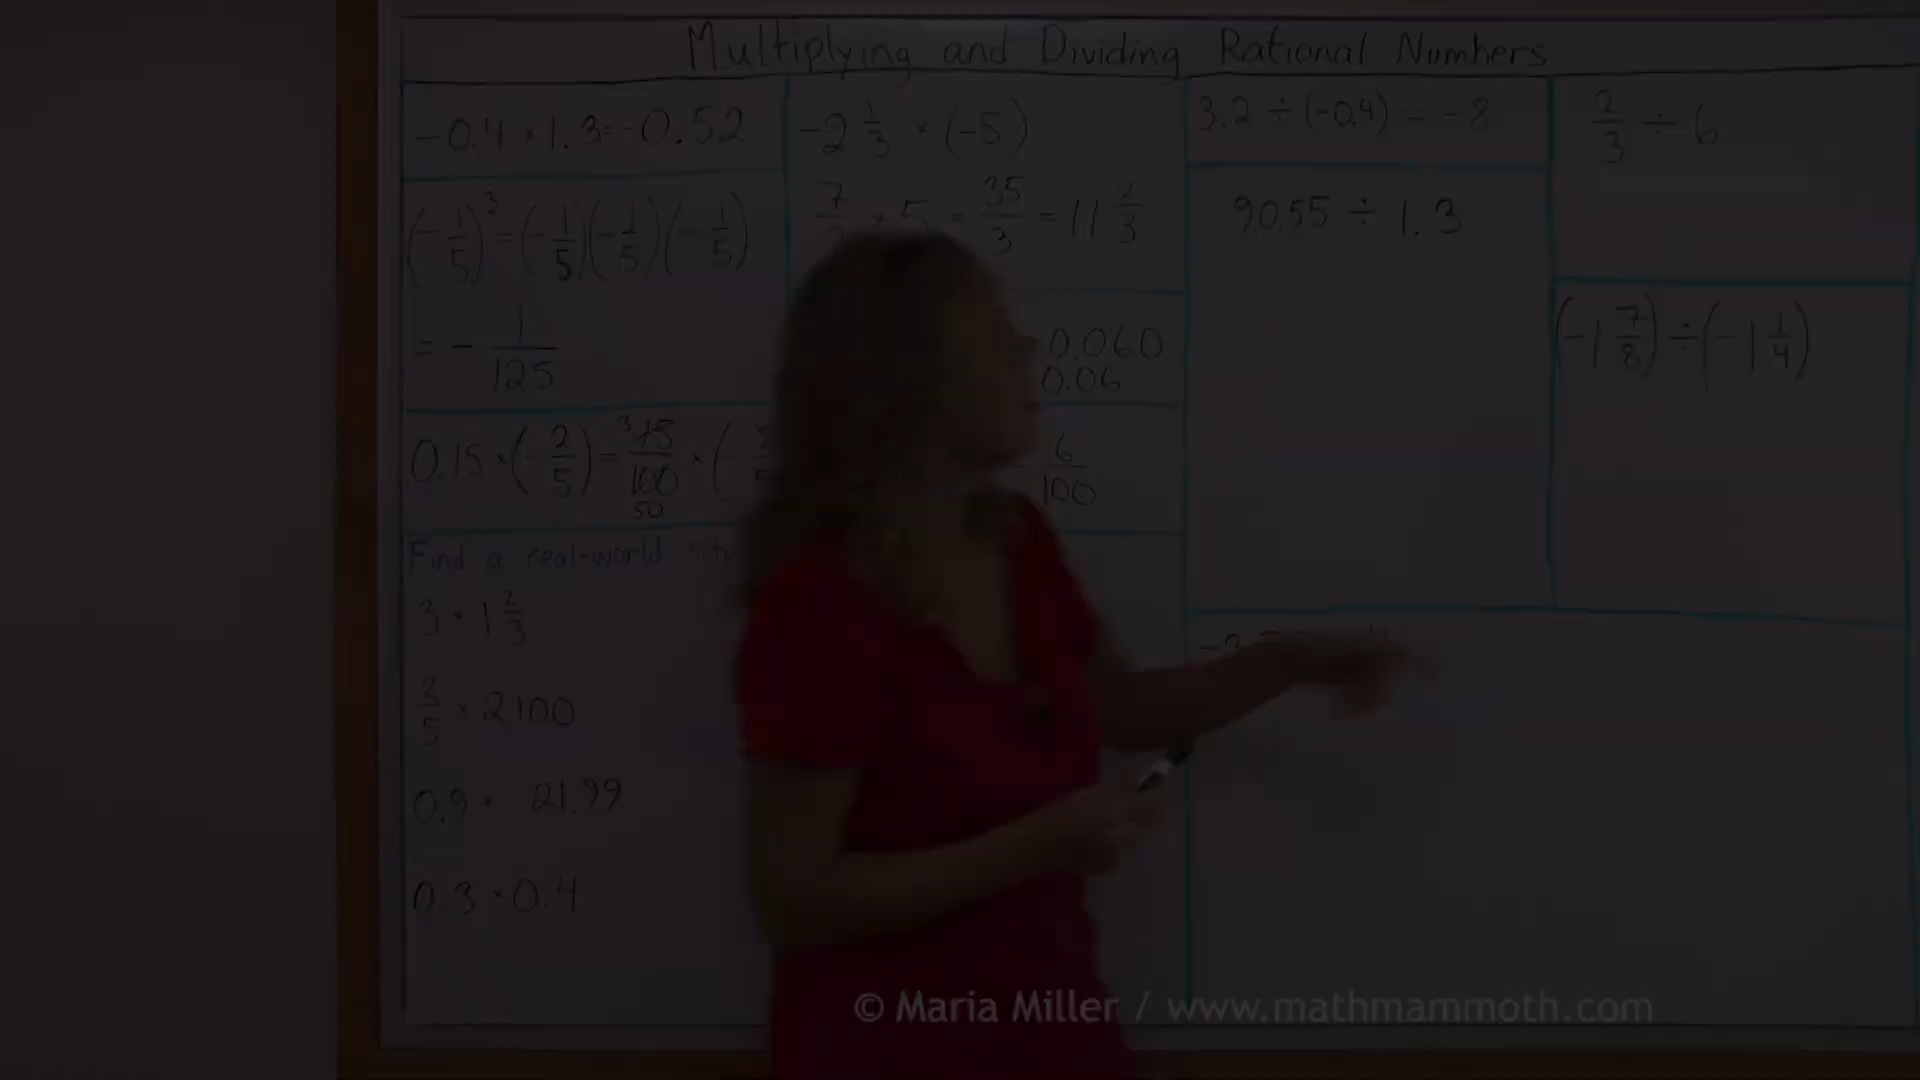 Multiplying and Dividing Rational Numbers
-0.4 · 1.3 = -0.52
(-1/5)³ = (-1/5)(-1/5)(-1/5)
= - 1/125
0.15 · (-2/5) = 3 15/100 50 × (-
Find a real-world
3 · 1 2/3
3/5 × 2100
0.9 · 21.99
0.3 · 0.4
-2 1/3 · (-5)
7/ · 5 = 35/3 = 11 2/3
0.060
0.06
6/100
3.2 ÷ (-0.4) = -8
90.55 ÷ 1.3
2/3 ÷ 6
(-1 7/8) ÷ (-1 1/4)
© Maria Miller / www.mathmammoth.com